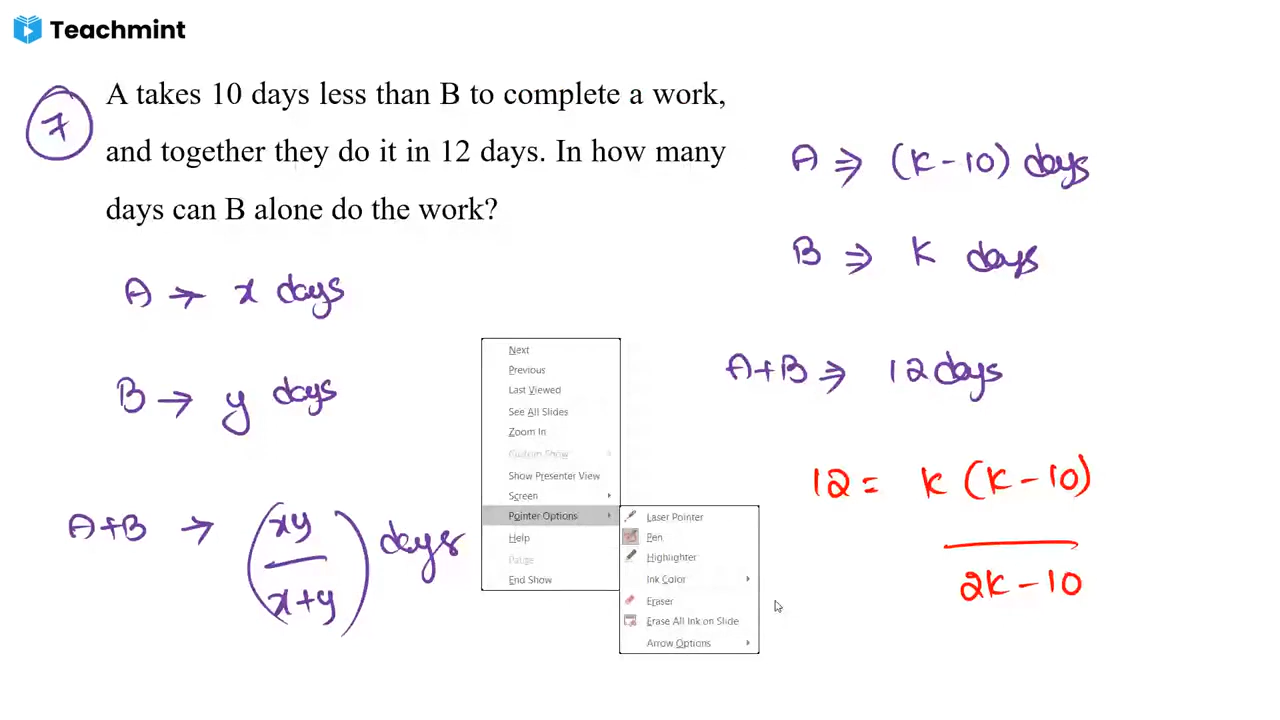 Teachmint
7
A takes 10 days less than B to complete a work,
and together they do it in 12 days. In how many
days can B alone do the work?
A → x days
B → y days
A+B → (xy / x+y) days
A ⇒ (k-10) days
B ⇒ k days
A+B ⇒ 12 days
12 = k (k-10)
2k-10
Next
Previous
Last Viewed
See All Slides
Zoom In
Custom Show
Show Presenter View
Screen
Pointer Options
Help
Pause
End Show
Laser Pointer
Pen
Highlighter
Ink Color
Eraser
Erase All Ink on Slide
Arrow Options